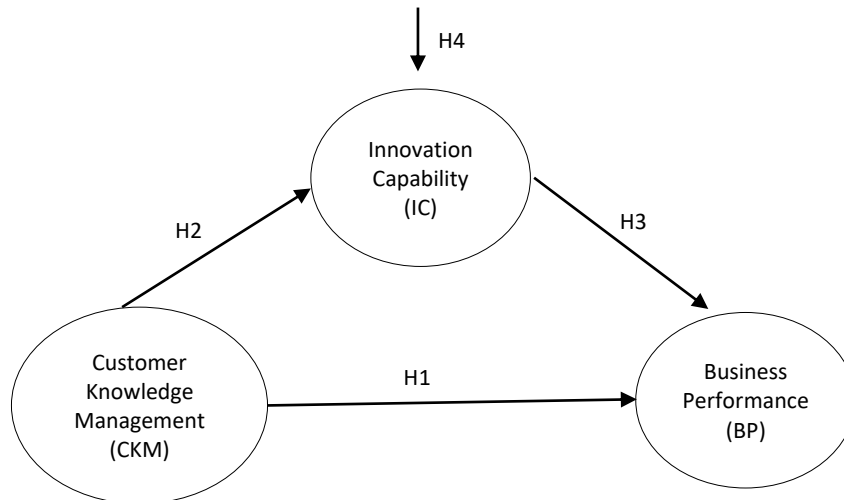 H4
Innovation
Capability
(IC)
H2
H3
Customer
Knowledge
Management
(CKM)
H1
Business
Performance
(BP)